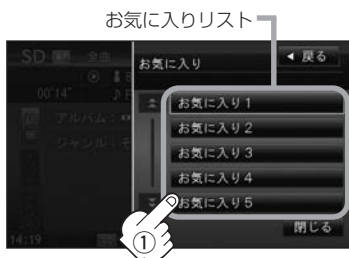 お気に入りリスト
SD 全曲
お気に入り
戻る
00'14"
お気に入り1
アルバム:
お気に入り2
ジャンル:そ
お気に入り3
お気に入り4
お気に入り5
閉じる
14:19
①